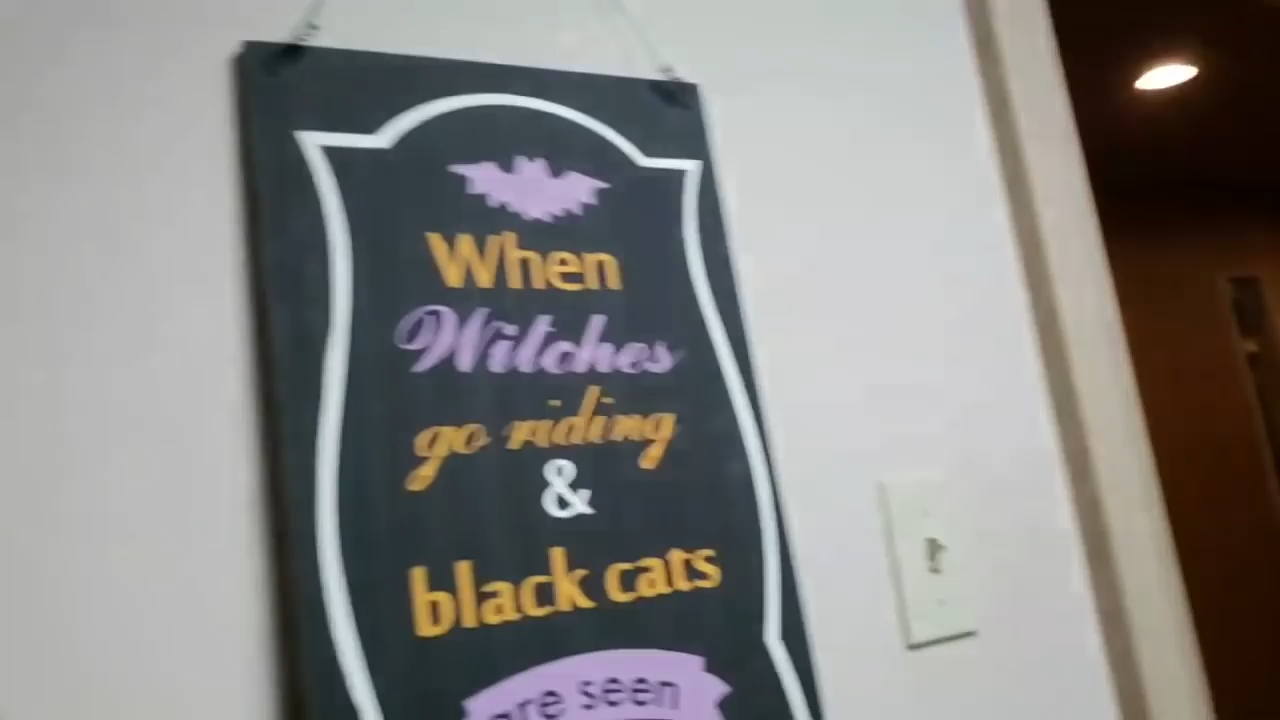 When
Witches
go riding
&
black cats
are seen